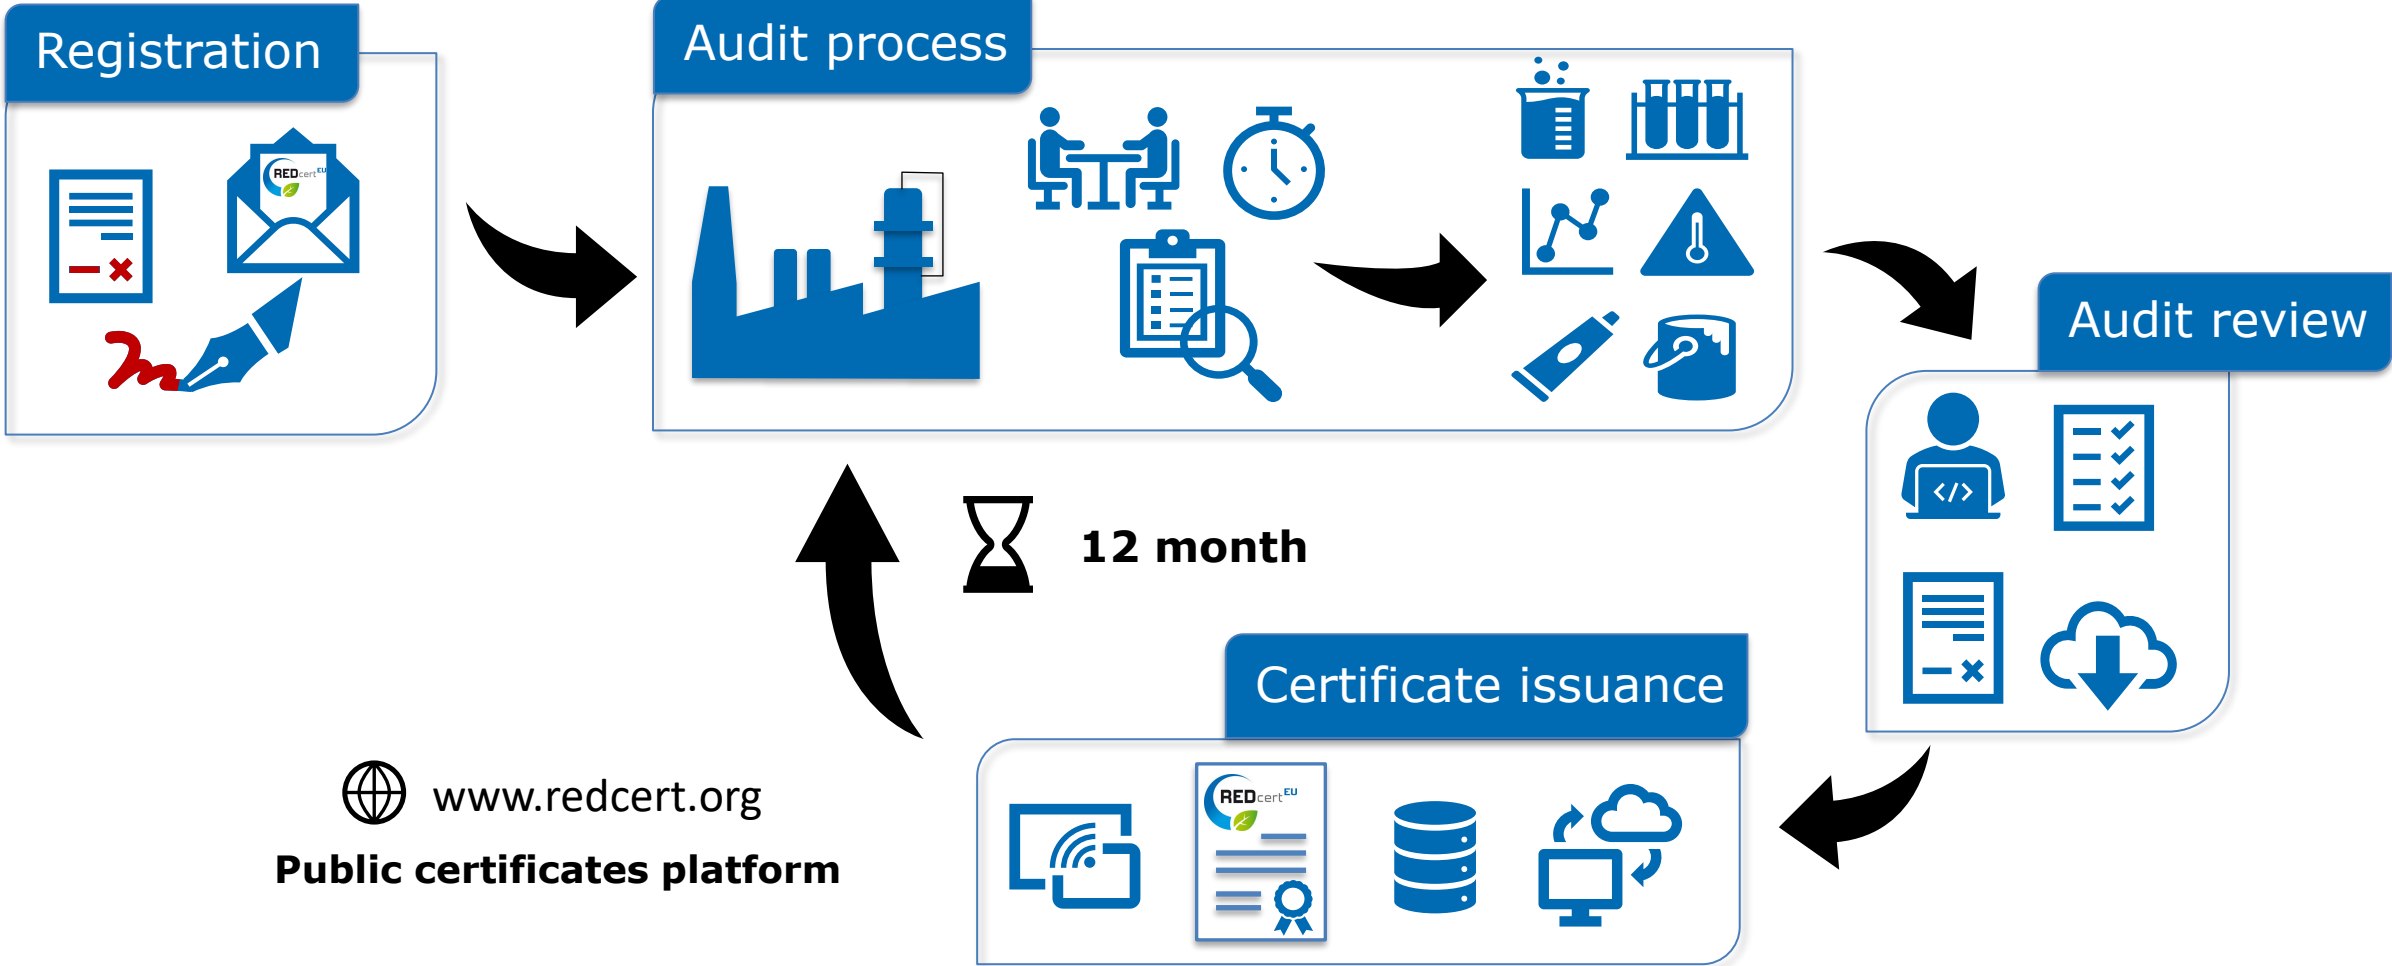 Registration
Audit process
REDcert EU
Audit review
</>
12 month
Certificate issuance
REDcert EU
www.redcert.org
Public certificates platform